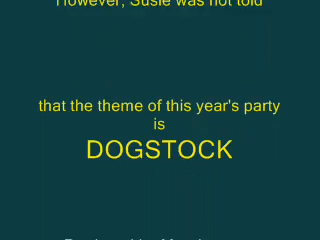 However, Susie was not told
that the theme of this year's party
is
DOGSTOCK